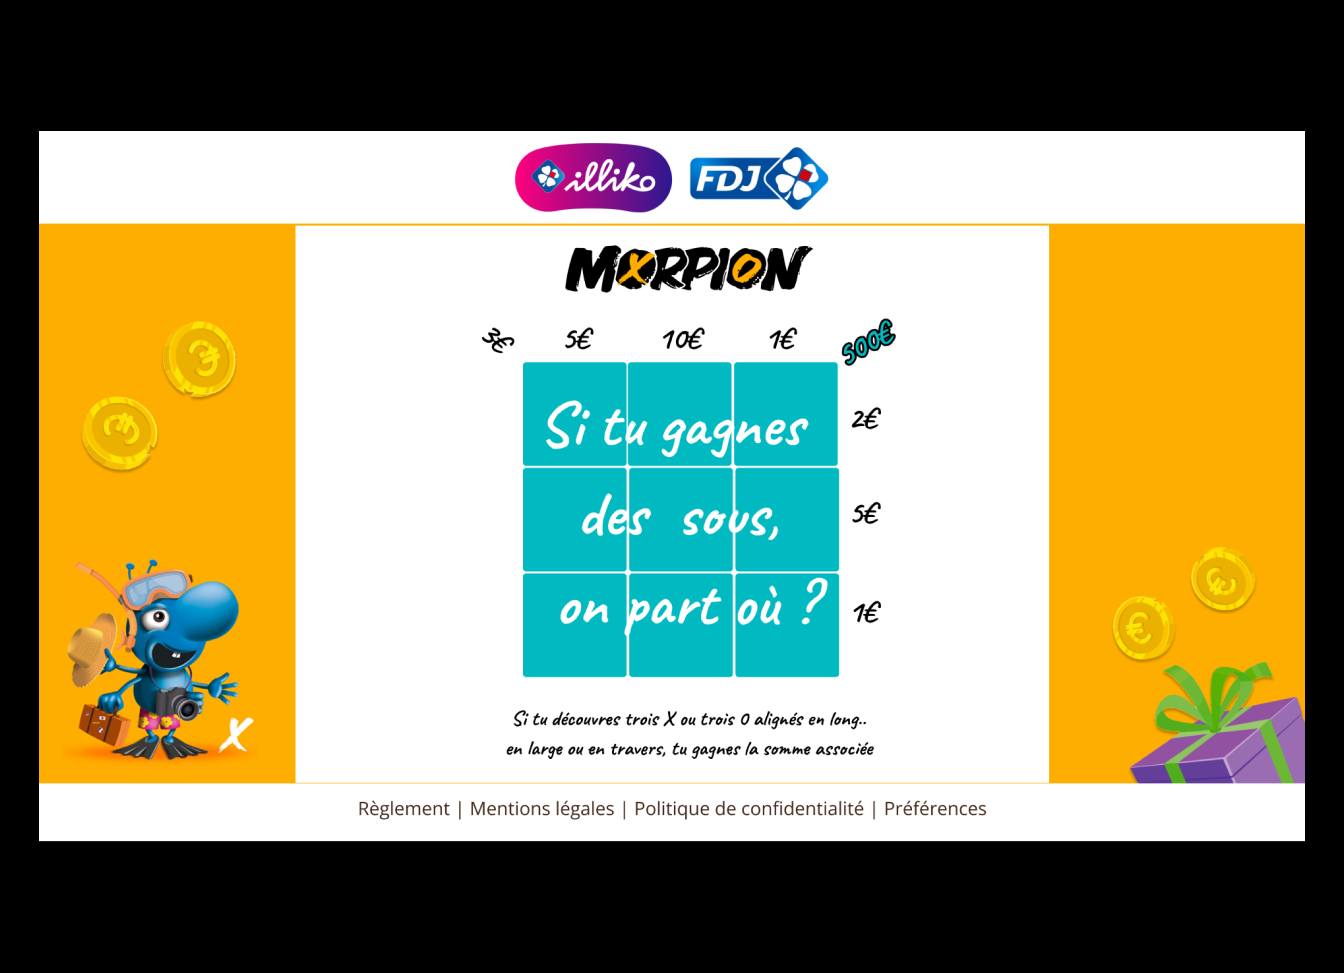 illiko FDJ
MORPION
3€ 5€ 10€ 1€ 500€
Si tu gagnes
2€
des sous,
5€
on part où ?
1€
X
Si tu découvres trois X ou trois O alignés en long..
en large ou en travers, tu gagnes la somme associée
Règlement | Mentions légales | Politique de confidentialité | Préférences